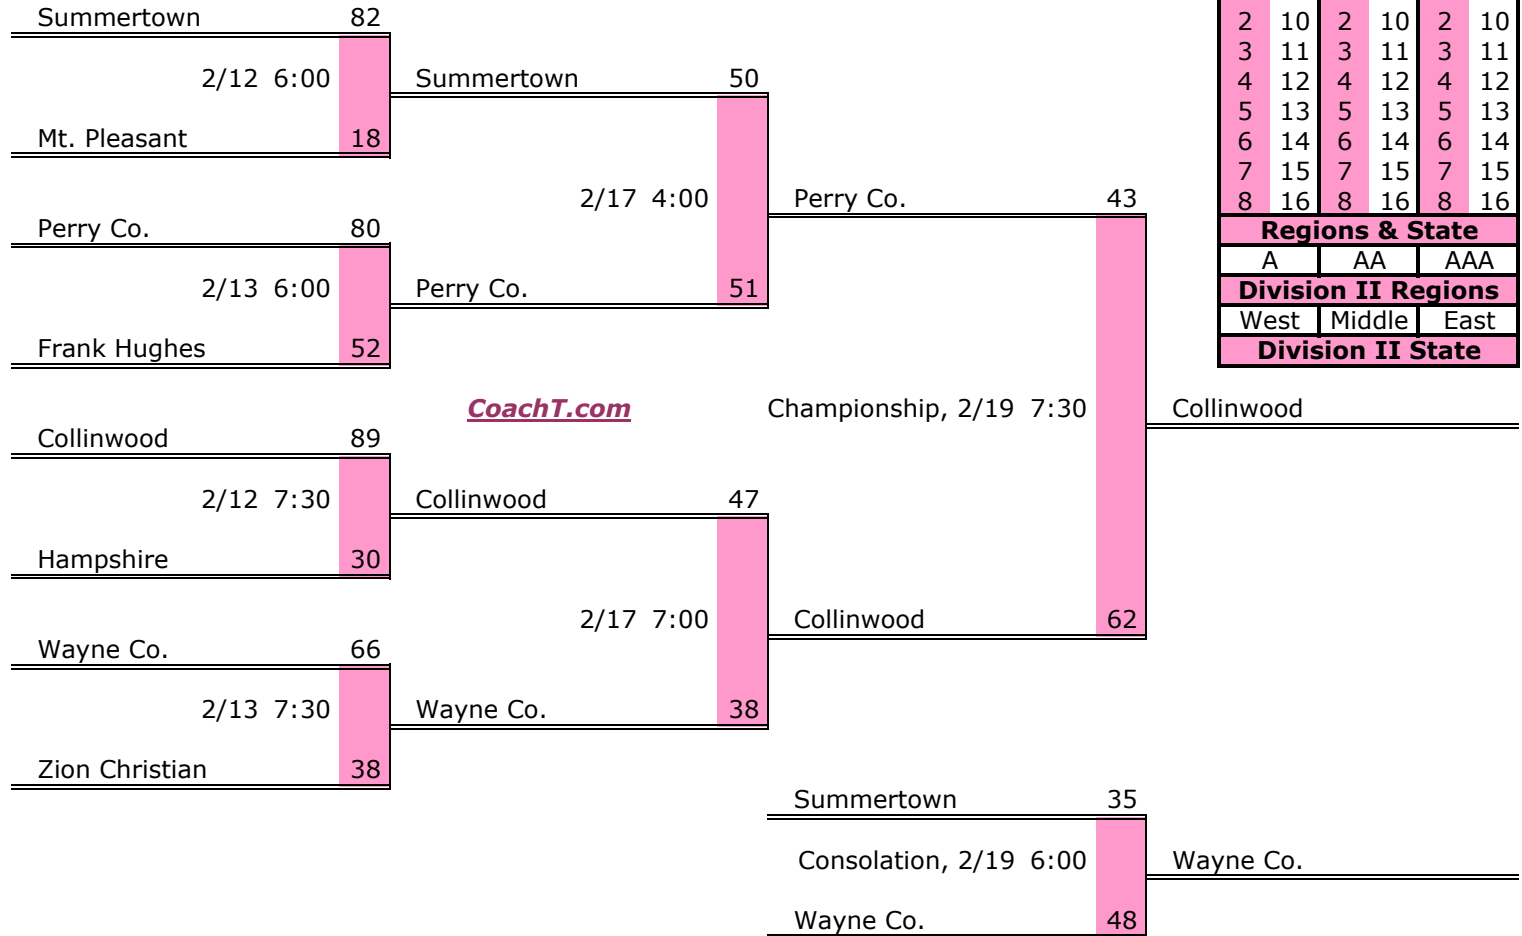 Summertown 82
2/12 6:00
Mt. Pleasant 18
Perry Co. 80
2/13 6:00
Frank Hughes 52
Collinwood 89
2/12 7:30
Hampshire 30
Wayne Co. 66
2/13 7:30
Zion Christian 38
Summertown 50
2/17 4:00
Perry Co. 51
CoachT.com
Collinwood 47
2/17 7:00
Wayne Co. 38
Perry Co. 43
Championship, 2/19 7:30
Collinwood 62
Collinwood
Summertown 35
Consolation, 2/19 6:00
Wayne Co. 48
Wayne Co.
2 10 2 10 2 10
3 11 3 11 3 11
4 12 4 12 4 12
5 13 5 13 5 13
6 14 6 14 6 14
7 15 7 15 7 15
8 16 8 16 8 16
Regions & State
A AA AAA
Division II Regions
West Middle East
Division II State